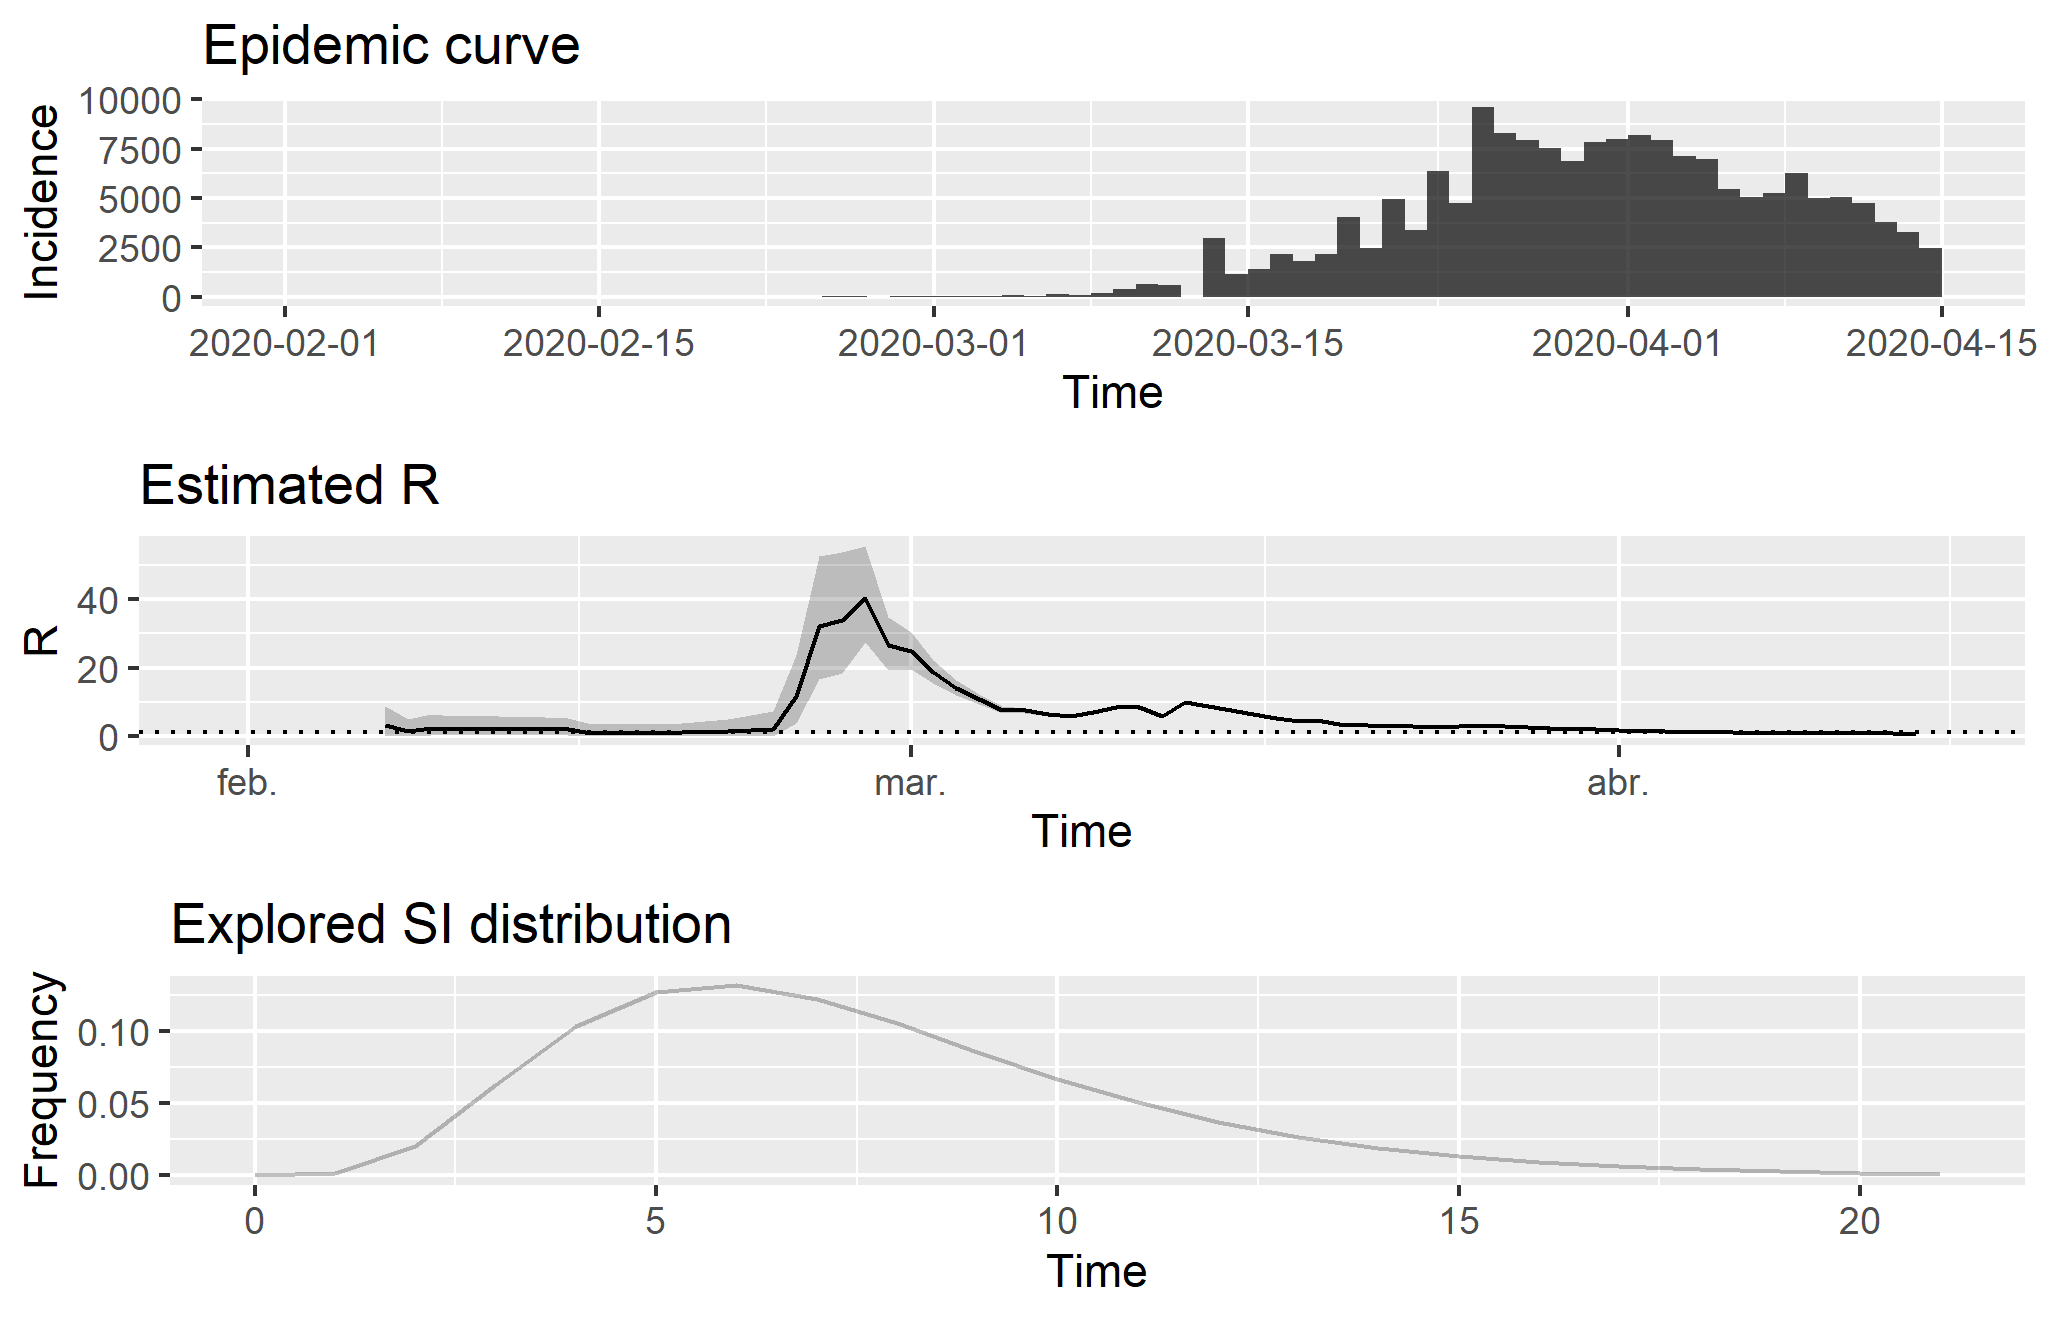 Epidemic curve
Incidence
10000
7500
5000
2500
0
2020-02-01 2020-02-15 2020-03-01 2020-03-15 2020-04-01 2020-04-15
Time
Estimated R
R
40
20
0
feb. mar. abr.
Time
Explored SI distribution
Frequency
0.10
0.05
0.00
0 5 10 15 20
Time